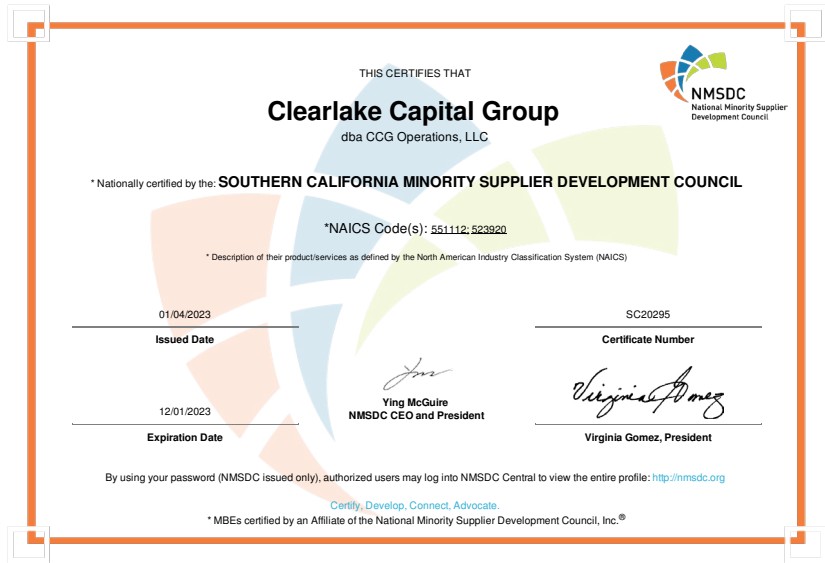 THIS CERTIFIES THAT
NMSDC
National Minority Supplier
Development Council
Clearlake Capital Group
dba CCG Operations, LLC
* Nationally certified by the: SOUTHERN CALIFORNIA MINORITY SUPPLIER DEVELOPMENT COUNCIL
*NAICS Code(s): 551112; 523920
* Description of their product/services as defined by the North American Industry Classification System (NAICS)
01/04/2023
Issued Date
SC20295
Certificate Number
Ying McGuire
NMSDC CEO and President
12/01/2023
Expiration Date
Virginia Gomez
Virginia Gomez, President
By using your password (NMSDC issued only), authorized users may log into NMSDC Central to view the entire profile: http://nmsdc.org
Certify, Develop, Connect, Advocate.
* MBEs certified by an Affiliate of the National Minority Supplier Development Council, Inc.®